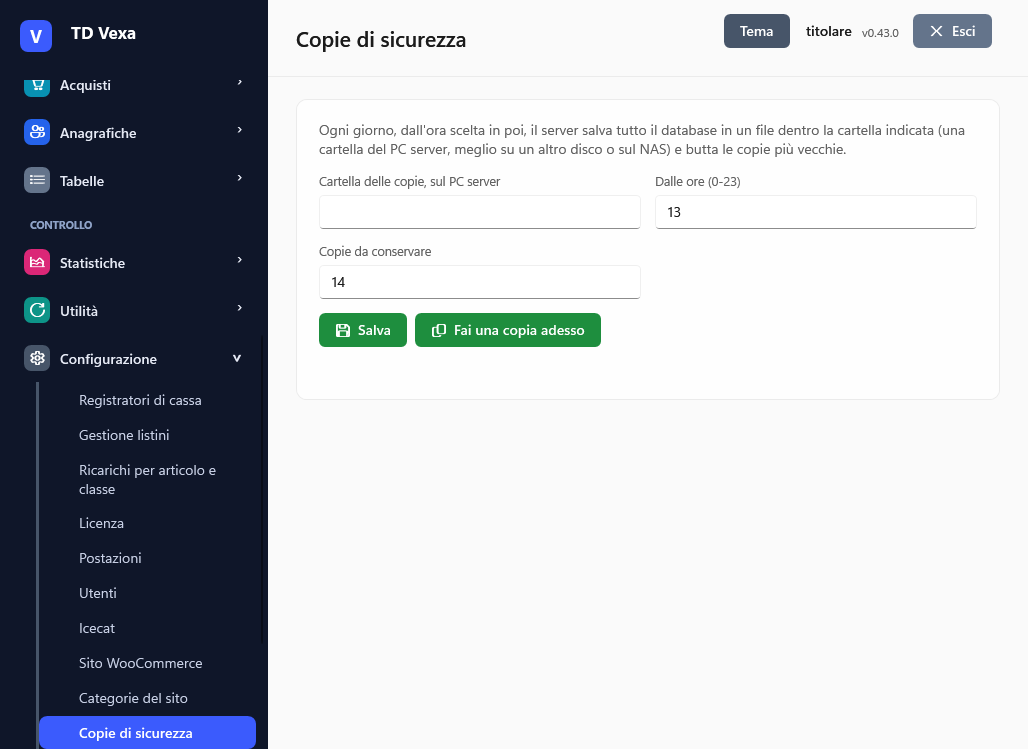 V
TD Vexa
Acquisti
Anagrafiche
Tabelle
CONTROLLO
Statistiche
Utilità
Configurazione
Registratori di cassa
Gestione listini
Ricarichi per articolo e
classe
Licenza
Postazioni
Utenti
Icecat
Sito WooCommerce
Categorie del sito
Copie di sicurezza
Copie di sicurezza
Tema
titolare
v0.43.0
Esci
Ogni giorno, dall'ora scelta in poi, il server salva tutto il database in un file dentro la cartella indicata (una
cartella del PC server, meglio su un altro disco o sul NAS) e butta le copie più vecchie.
Cartella delle copie, sul PC server
Dalle ore (0-23)
13
Copie da conservare
14
Salva
Fai una copia adesso